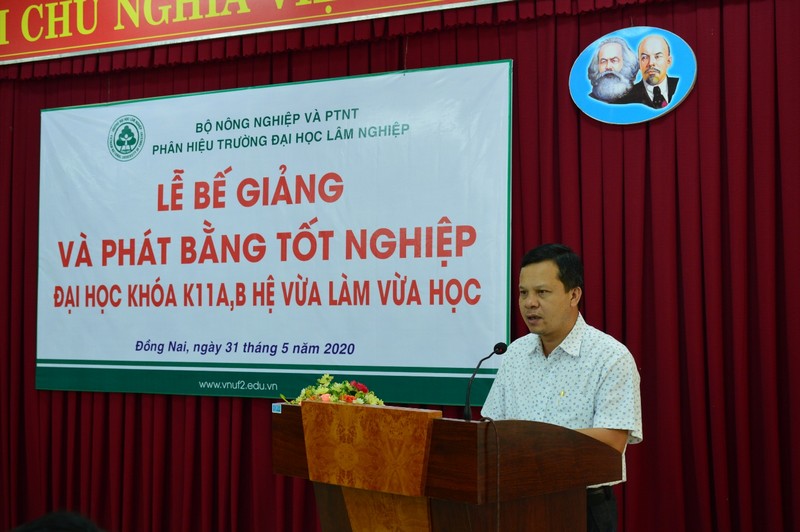 CHỦ NGHĨA VIỆ
BỘ NÔNG NGHIỆP VÀ PTNT
PHÂN HIỆU TRƯỜNG ĐẠI HỌC LÂM NGHIỆP
LỄ BẾ GIẢNG
VÀ PHÁT BẰNG TỐT NGHIỆP
ĐẠI HỌC KHÓA K11A,B HỆ VỪA LÀM VỪA HỌC
Đồng Nai, ngày 31 tháng 5 năm 2020
www.vnuf2.edu.vn